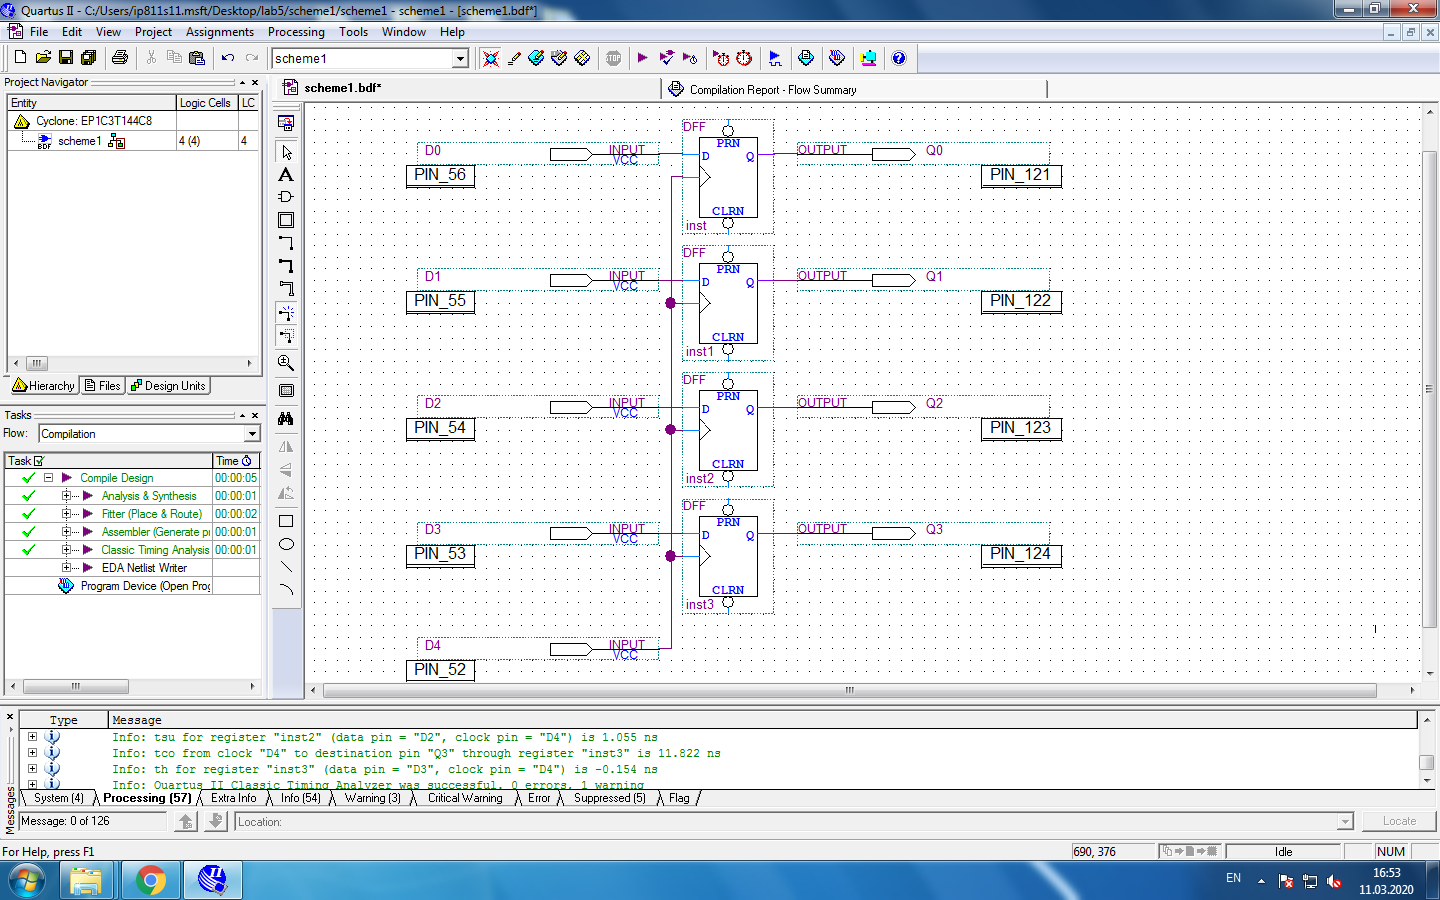 Quartus II - C:/Users/ip811s11.msft/Desktop/lab5/scheme1/scheme1 - scheme1 - [scheme1.bdf*]
File Edit View Project Assignments Processing Tools Window Help
scheme1
STOP
Project Navigator
Entity Logic Cells LC
Cyclone: EP1C3T144C8
scheme1 4 (4) 4
Hierarchy Files Design Units
Tasks
Flow: Compilation
Task Time
Compile Design 00:00:05
Analysis & Synthesis 00:00:01
Fitter (Place & Route) 00:00:02
Assembler (Generate pr 00:00:01
Classic Timing Analysis 00:00:01
EDA Netlist Writer
Program Device (Open Prog
scheme1.bdf* Compilation Report - Flow Summary
DFF
D0 INPUT VCC PRN D Q OUTPUT Q0
PIN_56 PIN_121
CLRN
inst
DFF
D1 INPUT VCC PRN D Q OUTPUT Q1
PIN_55 PIN_122
CLRN
inst1
DFF
D2 INPUT VCC PRN D Q OUTPUT Q2
PIN_54 PIN_123
CLRN
inst2
DFF
D3 INPUT VCC PRN D Q OUTPUT Q3
PIN_53 PIN_124
CLRN
inst3
D4 INPUT VCC
PIN_52
Type Message
Info: tsu for register "inst2" (data pin = "D2", clock pin = "D4") is 1.055 ns
Info: tco from clock "D4" to destination pin "Q3" through register "inst3" is 11.822 ns
Info: th for register "inst3" (data pin = "D3", clock pin = "D4") is -0.154 ns
Info: Quartus II Classic Timing Analyzer was successful. 0 errors, 1 warning
System (4) Processing (57) Extra Info Info (54) Warning (3) Critical Warning Error Suppressed (5) Flag
Messages
Message: 0 of 126 Location: Locate
For Help, press F1 690, 376 Idle NUM
EN 16:53
11.03.2020